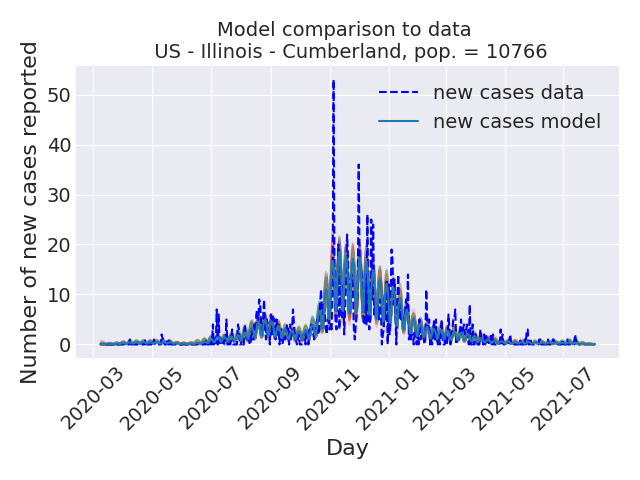 Model comparison to data
US - Illinois - Cumberland, pop. = 10766
Number of new cases reported
50
40
30
20
10
0
new cases data
new cases model
2020-03
2020-05
2020-07
2020-09
2020-11
2021-01
2021-03
2021-05
2021-07
Day